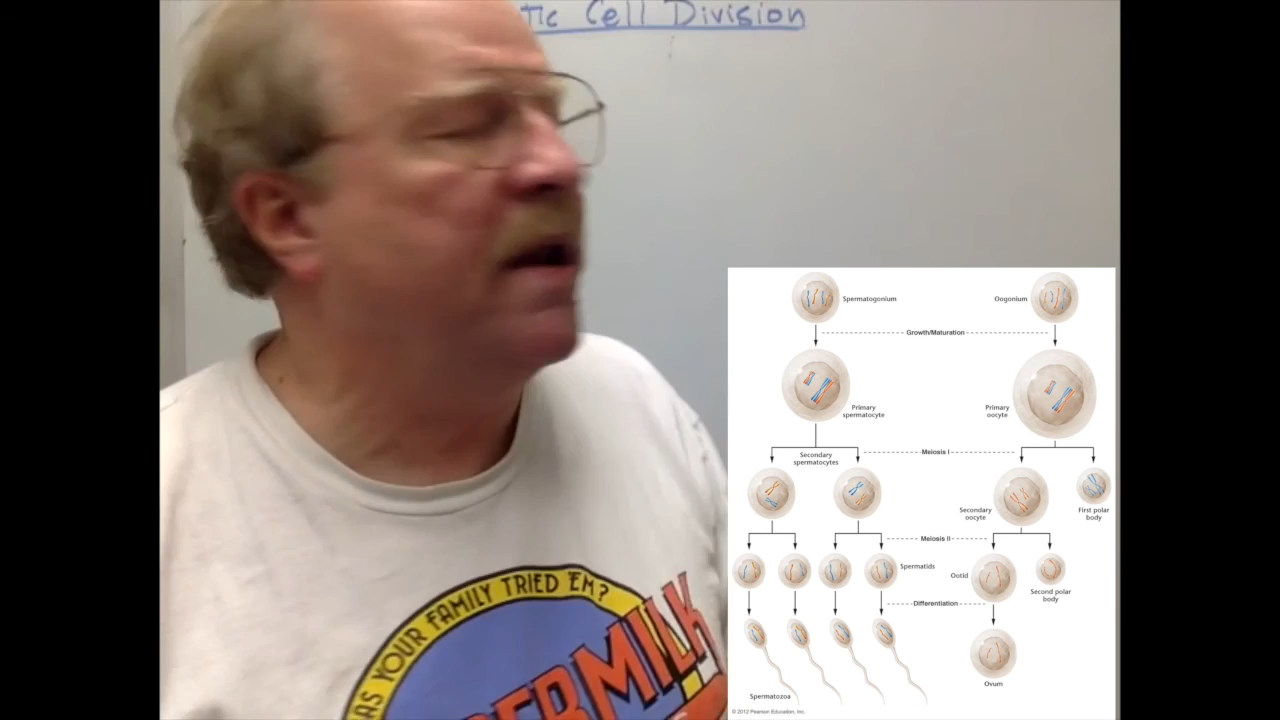 tic Cell Division
AS YOUR FAMILY TRIED 'EM?
ERMILK
Spermatogonium
Oogonium
Growth/Maturation
Primary
spermatocyte
Primary
oocyte
Secondary
spermatocytes
Meiosis I
Secondary
oocyte
First polar
body
Meiosis II
Spermatids
Ootid
Second polar
body
Differentiation
Spermatozoa
Ovum
© 2012 Pearson Education, Inc.